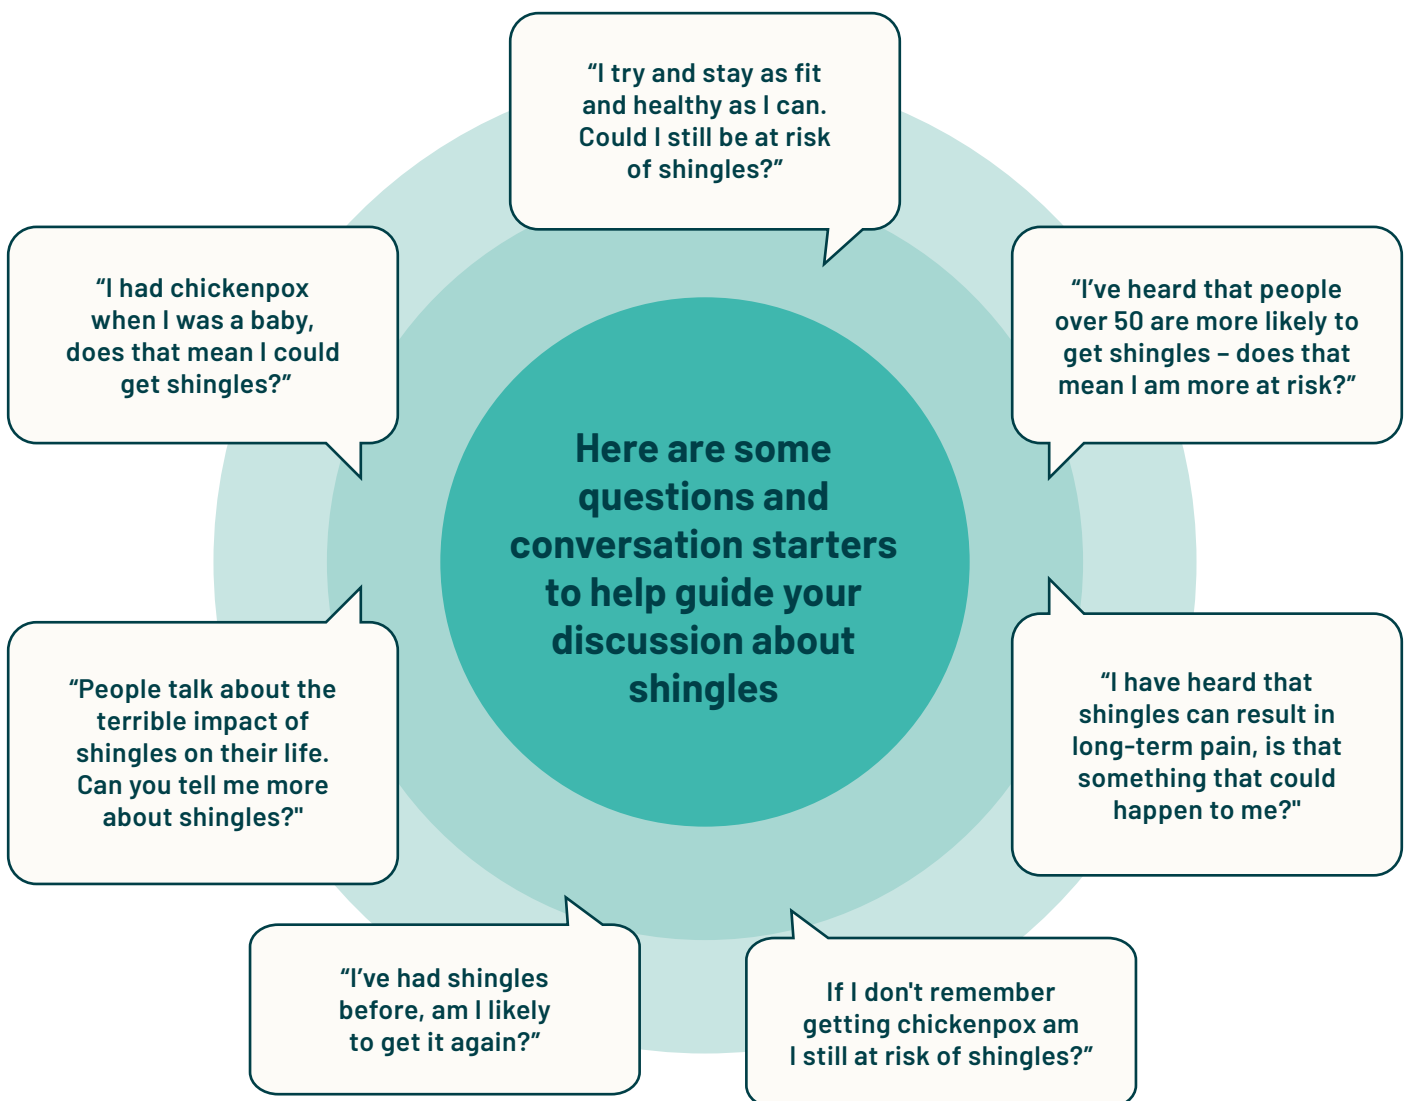 “I try and stay as fit
and healthy as I can.
Could I still be at risk
of shingles?”
“I had chickenpox
when I was a baby,
does that mean I could
get shingles?”
“I’ve heard that people
over 50 are more likely to
get shingles – does that
mean I am more at risk?”
Here are some
questions and
conversation starters
to help guide your
discussion about
shingles
“People talk about the
terrible impact of
shingles on their life.
Can you tell me more
about shingles?"
“I have heard that
shingles can result in
long-term pain, is that
something that could
happen to me?"
“I’ve had shingles
before, am I likely
to get it again?”
If I don't remember
getting chickenpox am
I still at risk of shingles?”